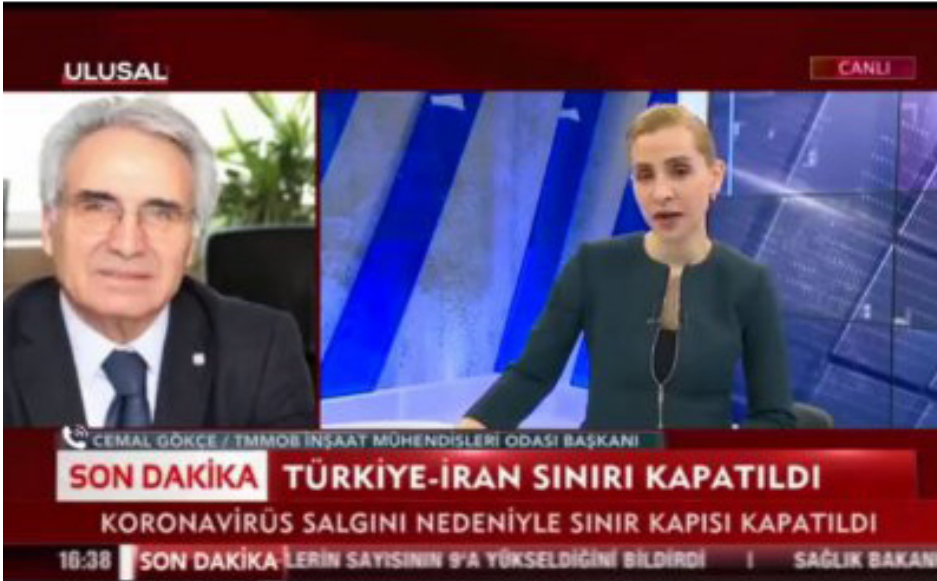 ULUSAL
CANLI
CEMAL GÖKÇE / TMMOB İNŞAAT MÜHENDİSLERİ ODASI BAŞKANI
SON DAKİKA TÜRKİYE-İRAN SINIRI KAPATILDI
KORONAVİRÜS SALGINI NEDENİYLE SINIR KAPISI KAPATILDI
16:38 SON DAKİKA LERİN SAYISININ 9'A YÜKSELDİĞİNİ BİLDİRDİ | SAĞLIK BAKAN